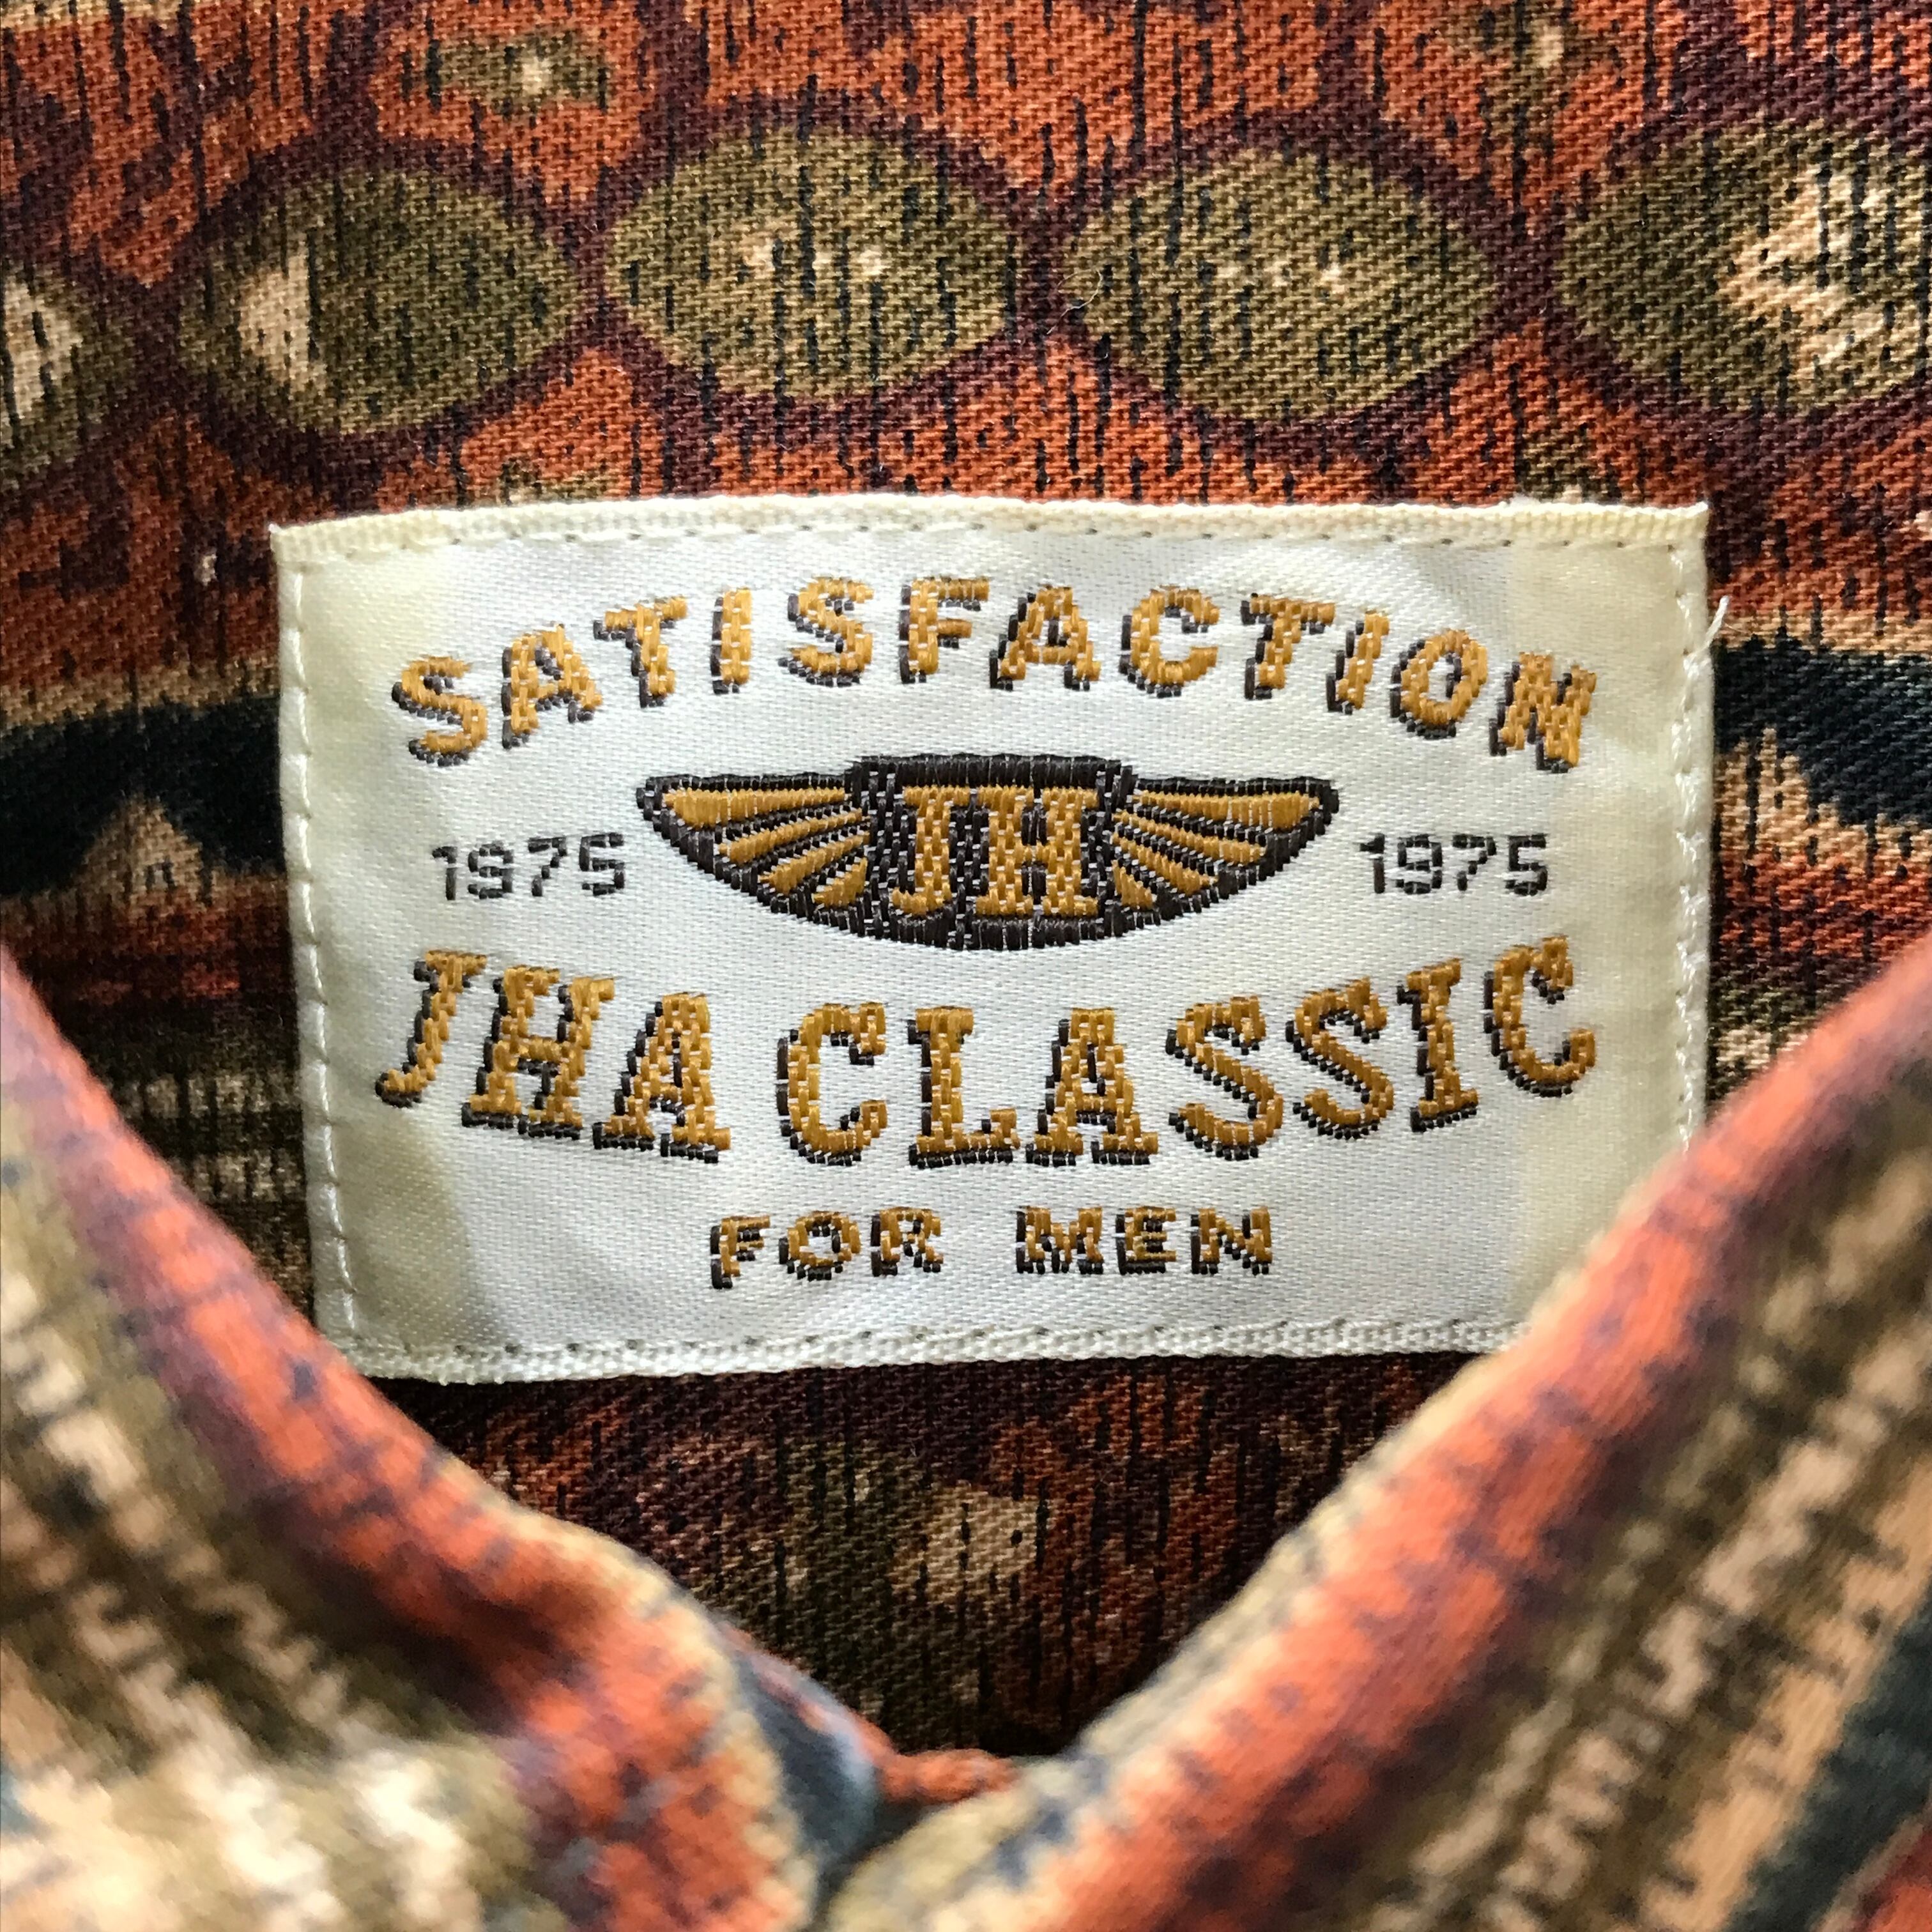 SATISFACTION
1975 JH 1975
JHA CLASSIC
FOR MEN